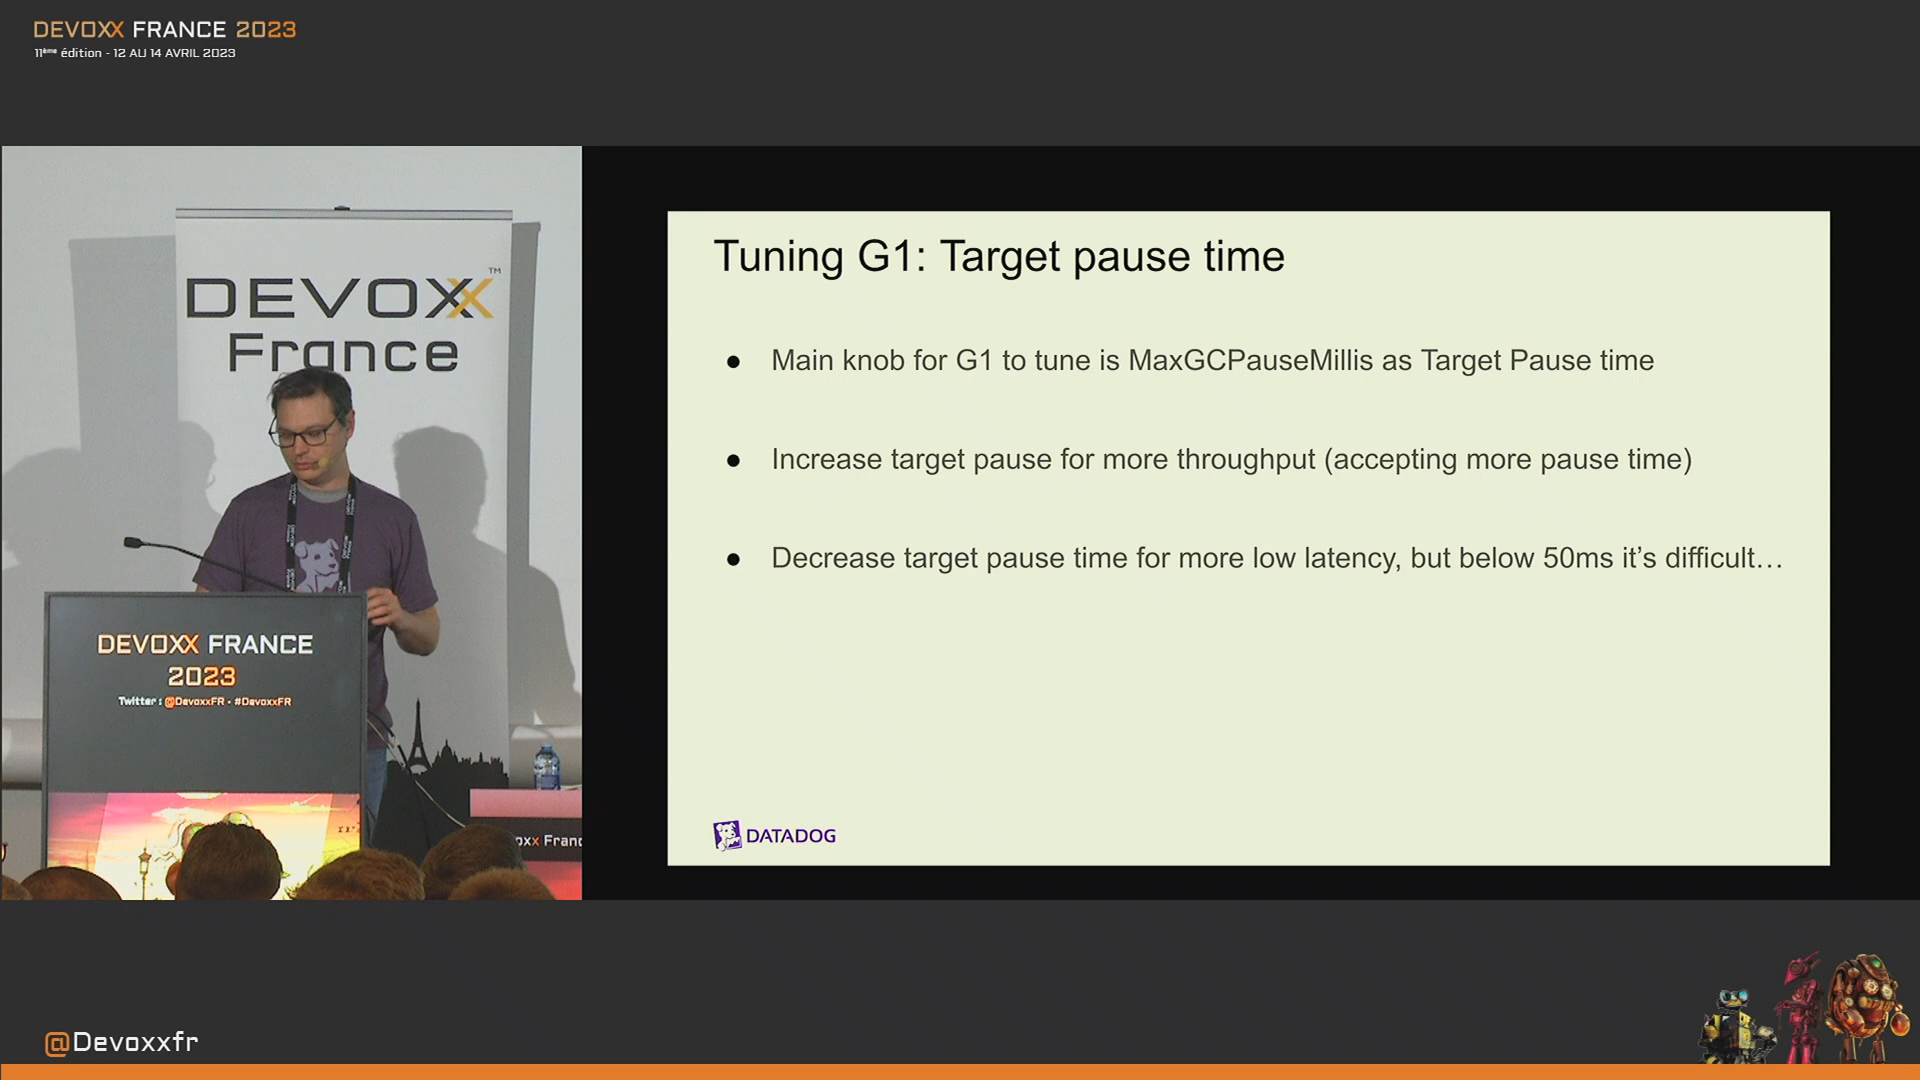 DEVOXX FRANCE 2023
11ème édition - 12 AU 14 AVRIL 2023
DEVOXX™
France
DEVOXX FRANCE
2023
Twitter : @DevoxxFR - #DevoxxFR
oxx Franc
Tuning G1: Target pause time
● Main knob for G1 to tune is MaxGCPauseMillis as Target Pause time
● Increase target pause for more throughput (accepting more pause time)
● Decrease target pause time for more low latency, but below 50ms it’s difficult…
DATADOG
@Devoxxfr